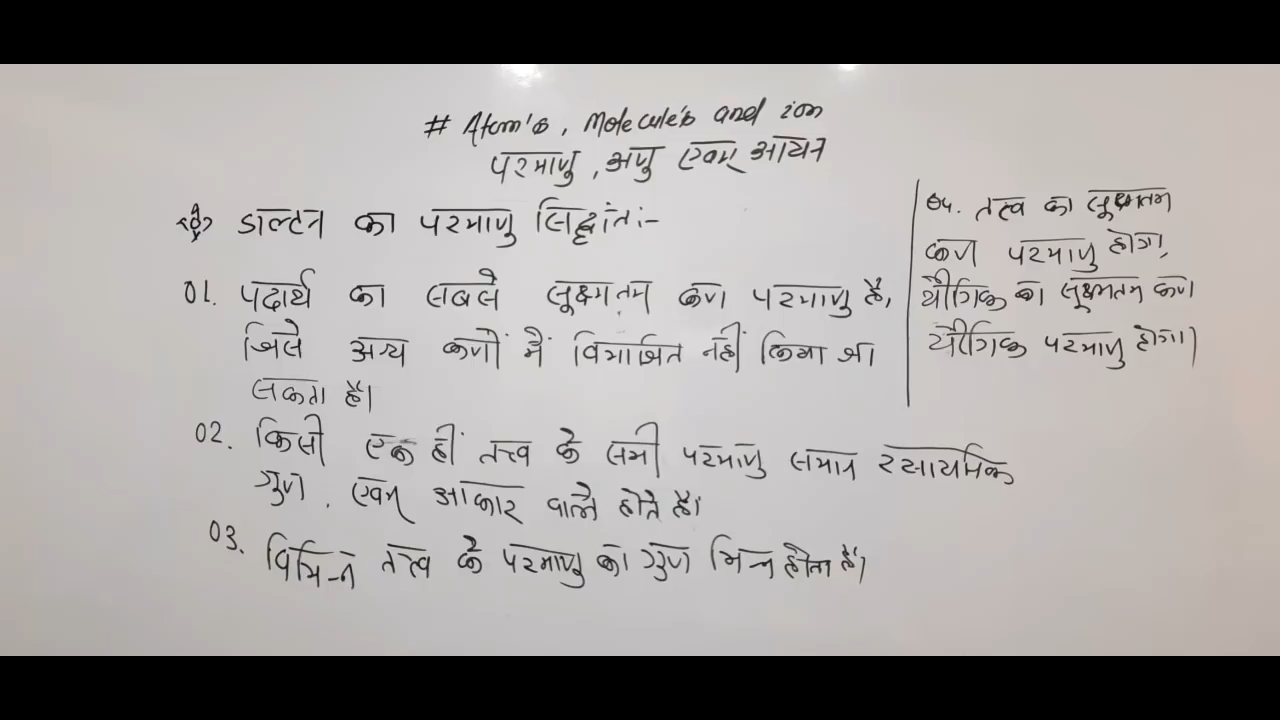 # Atom's, Molecule's and ion
परमाणु, अणु एवम् आयन
डाल्टन का परमाणु सिद्धांत:-
01. पदार्थ का सबसे सूक्ष्मतम कण परमाणु है,
जिसे अन्य कणों में विभाजित नहीं किया जा
सकता है।
02. किसी एक हीं तत्त्व के सभी परमाणु समान रसायनिक
गुण, एवम् आकार वाले होते है।
03. विभिन्न तत्त्व के परमाणु का गुण भिन्न होता है।
04. तत्त्व का सूक्ष्मतम
कण परमाणु होगा,
यौगिक का सूक्ष्मतम कण
यौगिक परमाणु होगा।